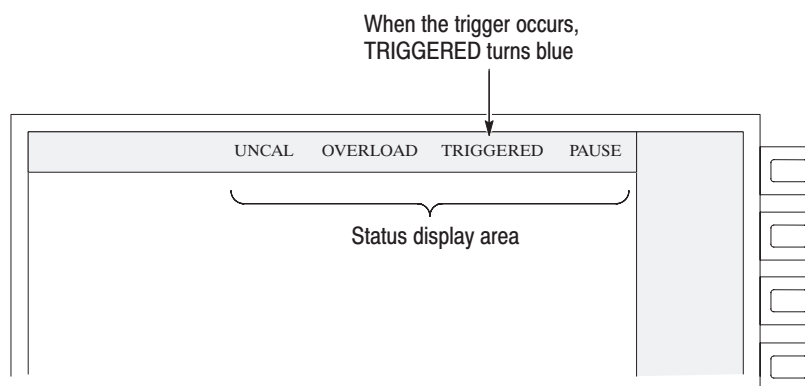 When the trigger occurs,
TRIGGERED turns blue
UNCAL OVERLOAD TRIGGERED PAUSE
Status display area